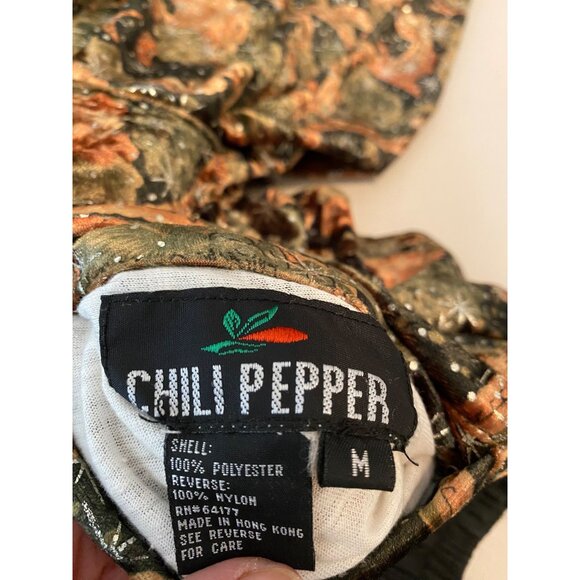 CHILI PEPPER
SHELL:
100% POLYESTER
REVERSE:
100% NYLON
RN#64177
MADE IN HONG KONG
SEE REVERSE
FOR CARE
M